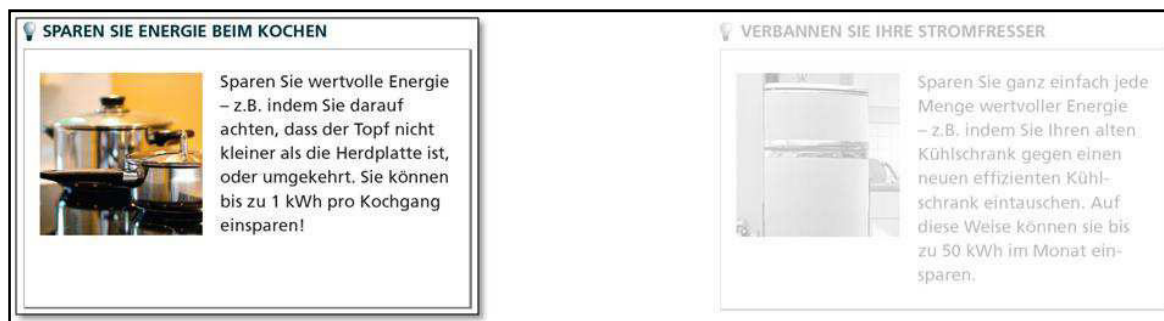 SPAREN SIE ENERGIE BEIM KOCHEN
Sparen Sie wertvolle Energie
– z.B. indem Sie darauf
achten, dass der Topf nicht
kleiner als die Herdplatte ist,
oder umgekehrt. Sie können
bis zu 1 kWh pro Kochgang
einsparen!
VERBANNEN SIE IHRE STROMFRESSER
Sparen Sie ganz einfach jede
Menge wertvoller Energie
– z.B. indem Sie Ihren alten
Kühlschrank gegen einen
neuen effizienten Kühl-
schrank eintauschen. Auf
diese Weise können sie bis
zu 50 kWh im Monat ein-
sparen.